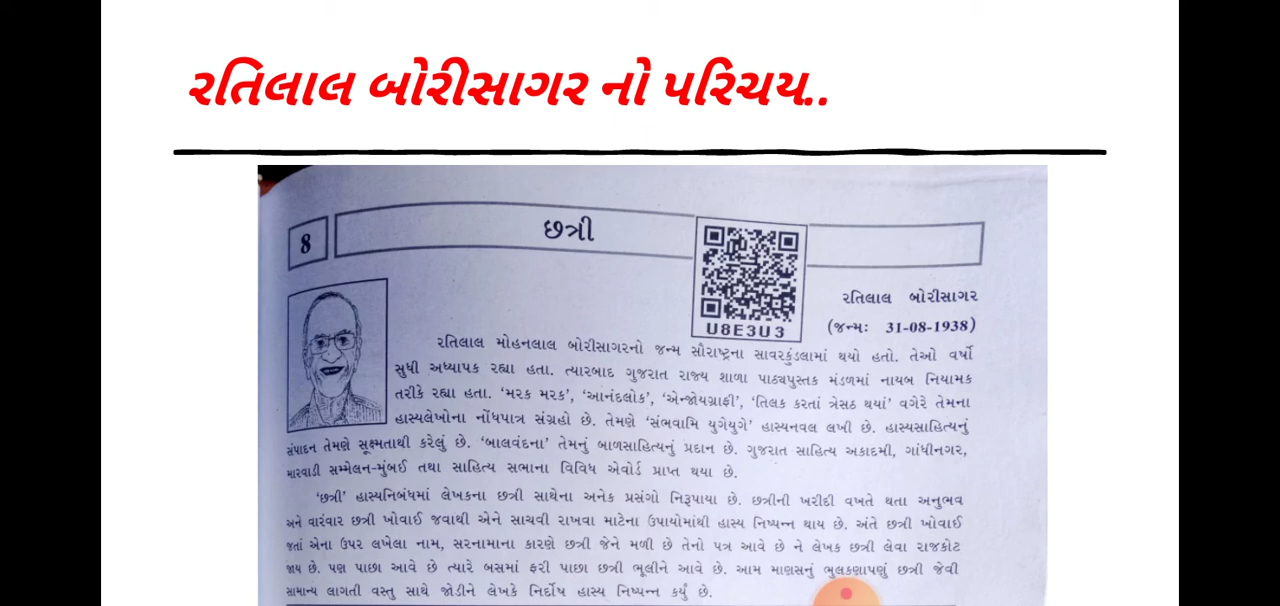 રતિલાલ બોરીસાગર નો પરિચય..
8
છત્રી
U8E3U3
રતિલાલ બોરીસાગર
(જન્મઃ 31-08-1938)
રતિલાલ મોહનલાલ બોરીસાગરનો જન્મ સૌરાષ્ટ્રના સાવરકુંડલામાં થયો હતો. તેઓ વર્ષો
સુધી અધ્યાપક રહ્યા હતા. ત્યારબાદ ગુજરાત રાજ્ય શાળા પાઠ્યપુસ્તક મંડળમાં નાયબ નિયામક
તરીકે રહ્યા હતા. 'મરક મરક', 'આનંદલોક', 'એન્જોયગ્રાફી', 'તિલક કરતાં ત્રેસઠ થયાં' વગેરે તેમના
હાસ્યલેખોના નોંધપાત્ર સંગ્રહો છે. તેમણે 'સંભવામિ યુગેયુગે' હાસ્યનવલ લખી છે. હાસ્યસાહિત્યનું
સંપાદન તેમણે સૂક્ષ્મતાથી કરેલું છે. 'બાલવંદના' તેમનું બાળસાહિત્યનું પ્રદાન છે. ગુજરાત સાહિત્ય અકાદમી, ગાંધીનગર,
મારવાડી સમ્મેલન-મુંબઈ તથા સાહિત્ય સભાના વિવિધ એવોર્ડ પ્રાપ્ત થયા છે.
'છત્રી' હાસ્યનિબંધમાં લેખકના છત્રી સાથેના અનેક પ્રસંગો નિરૂપાયા છે. છત્રીની ખરીદી વખતે થતા અનુભવ
અને વારંવાર છત્રી ખોવાઈ જવાથી એને સાચવી રાખવા માટેના ઉપાયોમાંથી હાસ્ય નિષ્પન્ન થાય છે. અંતે છત્રી ખોવાઈ
જતાં એના ઉપર લખેલા નામ, સરનામાના કારણે છત્રી જેને મળી છે તેનો પત્ર આવે છે ને લેખક છત્રી લેવા રાજકોટ
જાય છે. પણ પાછા આવે છે ત્યારે બસમાં ફરી પાછા છત્રી ભૂલીને આવે છે. આમ માણસનું ભુલકણાપણું છત્રી જેવી
સામાન્ય લાગતી વસ્તુ સાથે જોડીને લેખકે નિર્દોષ હાસ્ય નિષ્પન્ન કર્યું છે.